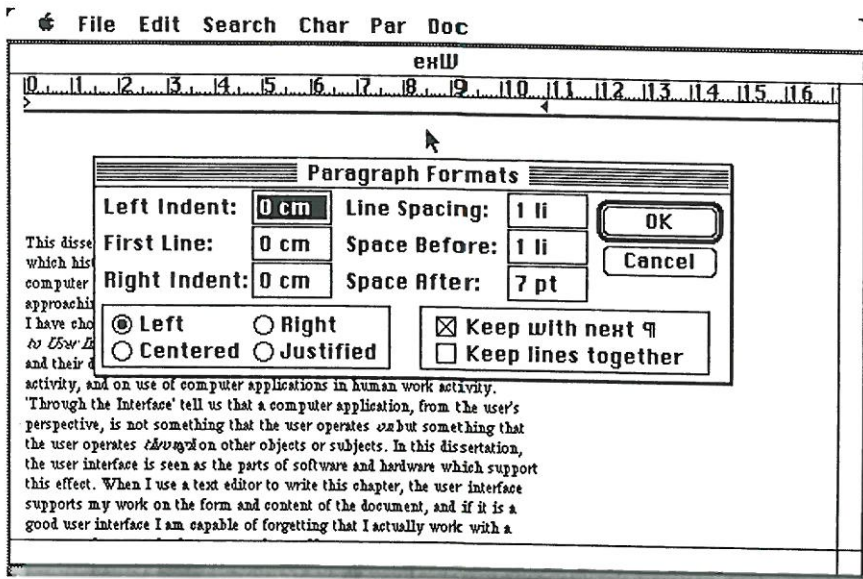 File Edit Search Char Par Doc
exW
0 1 2 3 4 5 6 7 8 9 10 11 12 13 14 15 16
Paragraph Formats
Left Indent: 0 cm Line Spacing: 1 li OK
First Line: 0 cm Space Before: 1 li Cancel
Right Indent: 0 cm Space After: 7 pt
Left Right Keep with next ¶
Centered Justified Keep lines together
This disse
which his
computer
approachi
I have cho
to User I
and their d
activity, and on use of computer applications in human work activity.
'Through the Interface' tell us that a computer application, from the user's
perspective, is not something that the user operates on but something that
the user operates through on other objects or subjects. In this dissertation,
the user interface is seen as the parts of software and hardware which support
this effect. When I use a text editor to write this chapter, the user interface
supports my work on the form and content of the document, and if it is a
good user interface I am capable of forgetting that I actually work with a